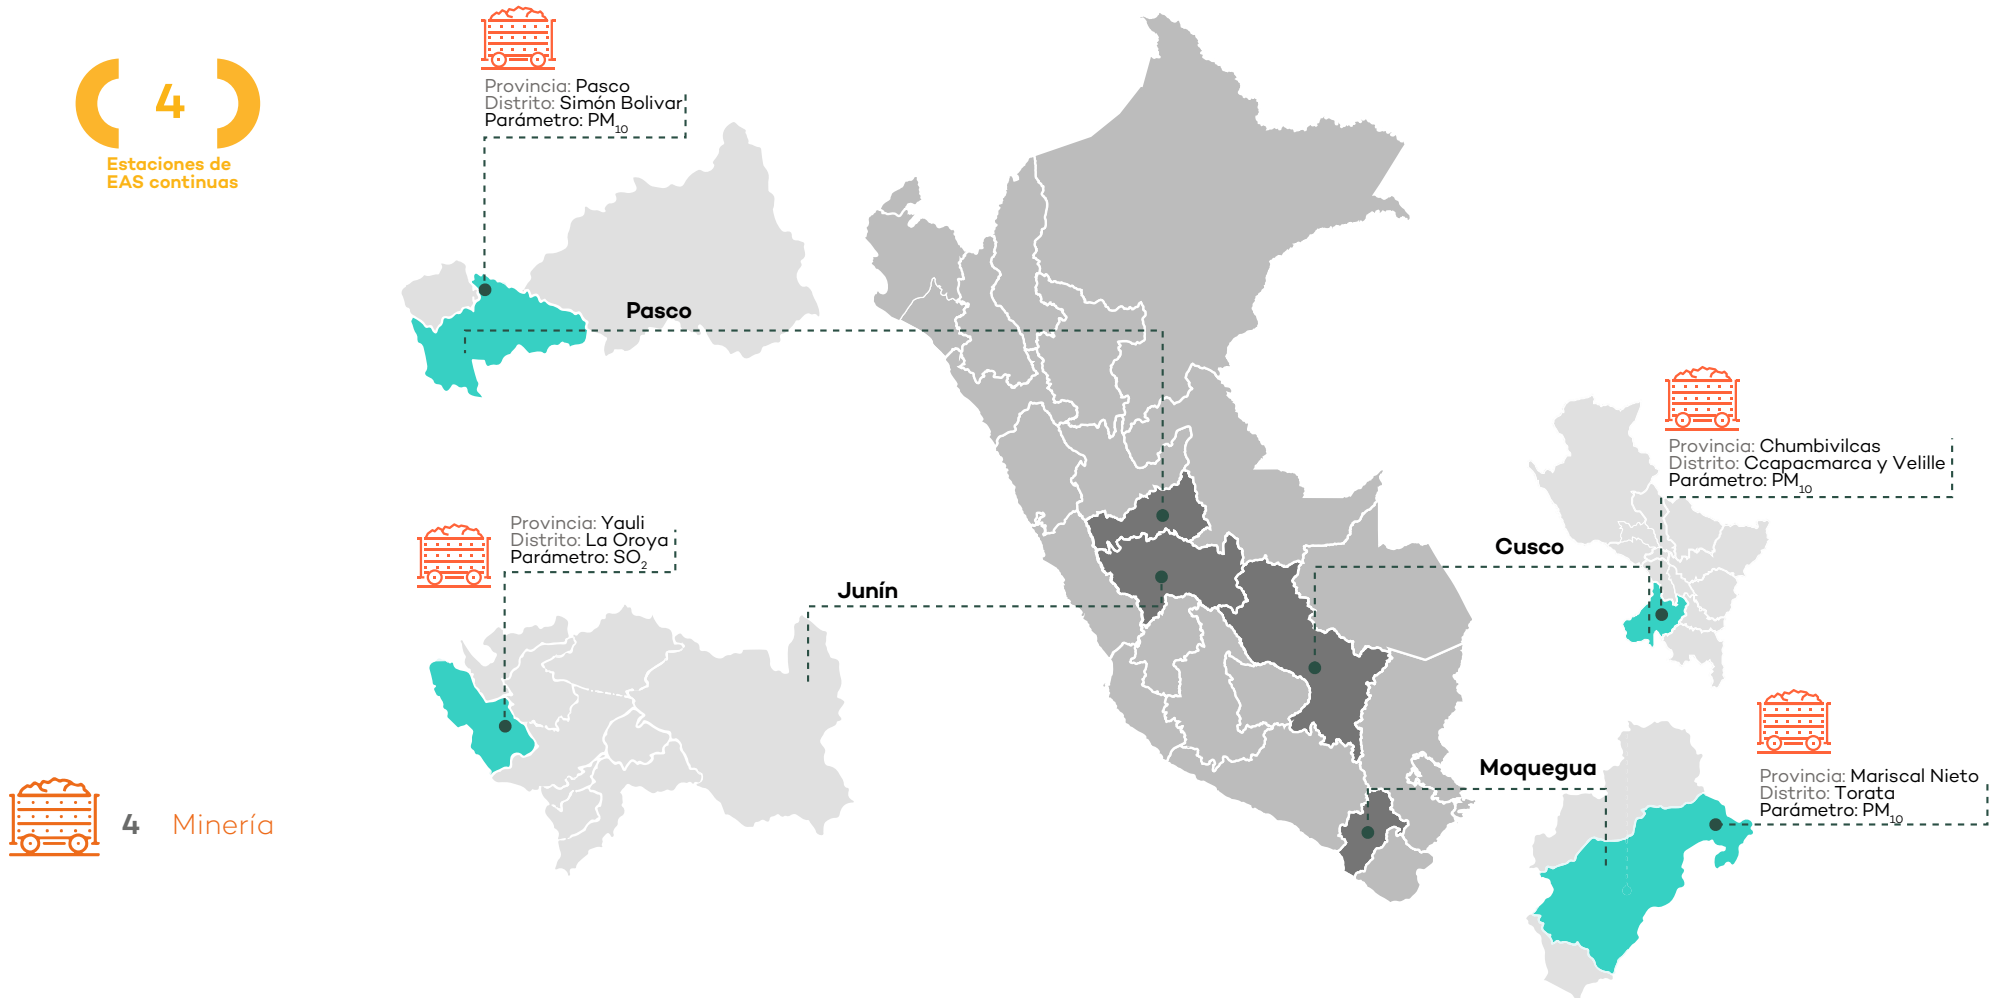 4
Estaciones de
EAS continuas
Provincia: Pasco
Distrito: Simón Bolivar
Parámetro: PM10
Pasco
Provincia: Yauli
Distrito: La Oroya
Parámetro: SO2
Junín
Provincia: Chumbivilcas
Distrito: Ccapacmarca y Velille
Parámetro: PM10
Cusco
Moquegua
Provincia: Mariscal Nieto
Distrito: Torata
Parámetro: PM10
4 Minería